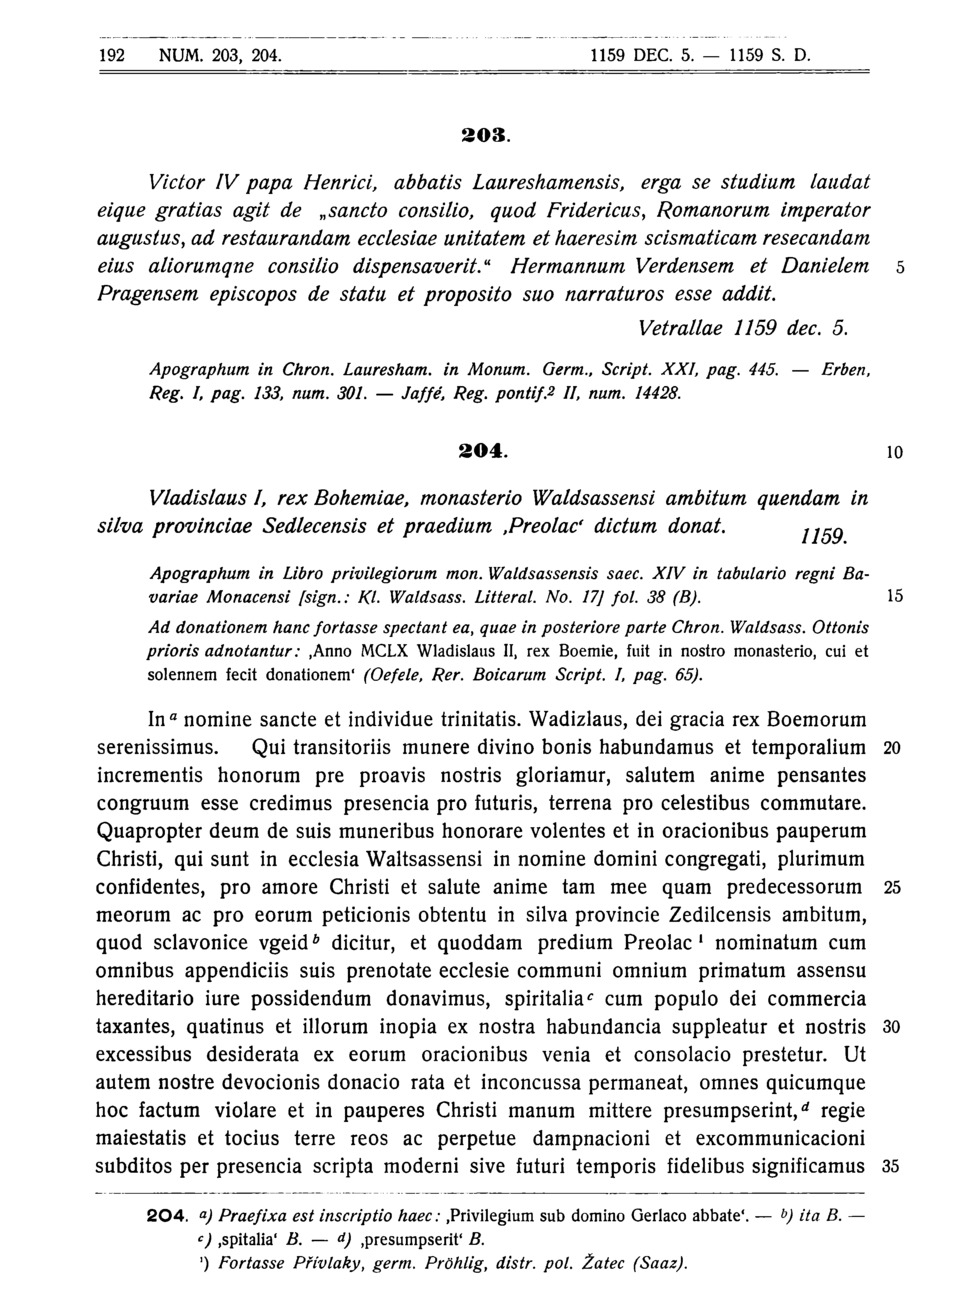 192 NUM. 203, 204. 1159 DEC. 5. — 1159 S. D.
203.
Victor IV papa Henrici, abbatis Laureshamensis, erga se studium laudat
eique gratias agit de „sancto consilio, quod Fridericus, Romanorum imperator
augustus, ad restaurandam ecclesiae unitatem et haeresim scismaticam resecandam
eius aliorumqne consilio dispensaverit.“ Hermannum Verdensem et Danielem 5
Pragensem episcopos de statu et proposito suo narraturos esse addit.
Vetrallae 1159 dec. 5.
Apographum in Chron. Lauresham. in Monum. Germ., Script. XXI, pag. 445. — Erben,
Reg. I, pag. 133, num. 301. — Jaffé, Reg. pontif.² II, num. 14428.
204. 10
Vladislaus I, rex Bohemiae, monasterio Waldsassensi ambitum quendam in
silva provinciae Sedlecensis et praedium ‚Preolac‘ dictum donat. 1159.
Apographum in Libro privilegiorum mon. Waldsassensis saec. XIV in tabulario regni Ba-
variae Monacensi [sign.: Kl. Waldsass. Litteral. No. 17] fol. 38 (B). 15
Ad donationem hanc fortasse spectant ea, quae in posteriore parte Chron. Waldsass. Ottonis
prioris adnotantur: ‚Anno MCLX Wladislaus II, rex Boemie, fuit in nostro monasterio, cui et
solennem fecit donationem‘ (Oefele, Rer. Boicarum Script. I, pag. 65).
In ᵃ nomine sancte et individue trinitatis. Wadizlaus, dei gracia rex Boemorum
serenissimus. Qui transitoriis munere divino bonis habundamus et temporalium 20
incrementis honorum pre proavis nostris gloriamur, salutem anime pensantes
congruum esse credimus presencia pro futuris, terrena pro celestibus commutare.
Quapropter deum de suis muneribus honorare volentes et in oracionibus pauperum
Christi, qui sunt in ecclesia Waltsassensi in nomine domini congregati, plurimum
confidentes, pro amore Christi et salute anime tam mee quam predecessorum 25
meorum ac pro eorum peticionis obtentu in silva provincie Zedilcensis ambitum,
quod sclavonice vgeid ᵇ dicitur, et quoddam predium Preolac ¹ nominatum cum
omnibus appendiciis suis prenotate ecclesie communi omnium primatum assensu
hereditario iure possidendum donavimus, spiritalia ᶜ cum populo dei commercia
taxantes, quatinus et illorum inopia ex nostra habundancia suppleatur et nostris 30
excessibus desiderata ex eorum oracionibus venia et consolacio prestetur. Ut
autem nostre devocionis donacio rata et inconcussa permaneat, omnes quicumque
hoc factum violare et in pauperes Christi manum mittere presumpserint, ᵈ regie
maiestatis et tocius terre reos ac perpetue dampnacioni et excommunicacioni
subditos per presencia scripta moderni sive futuri temporis fidelibus significamus 35
204. ᵃ) Praefixa est inscriptio haec: ‚Privilegium sub domino Gerlaco abbate‘. — ᵇ) ita B. —
ᶜ) ‚spitalia‘ B. — ᵈ) ‚presumpserit‘ B.
¹) Fortasse Přívlaky, germ. Pröhlig, distr. pol. Žatec (Saaz).